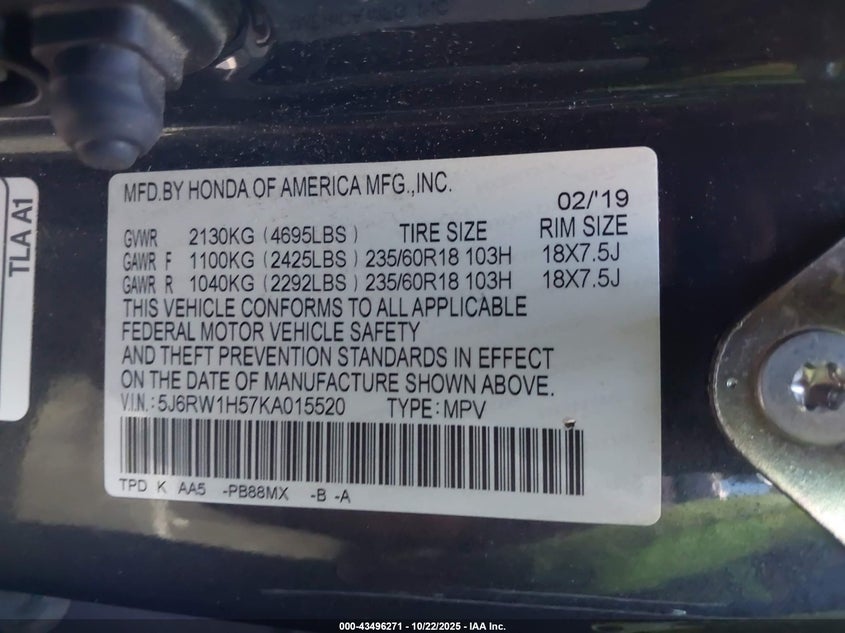 MFD.BY HONDA OF AMERICA MFG.,INC.
02/'19
GVWR 2130KG (4695LBS) TIRE SIZE RIM SIZE
GAWR F 1100KG (2425LBS) 235/60R18 103H 18X7.5J
GAWR R 1040KG (2292LBS) 235/60R18 103H 18X7.5J
THIS VEHICLE CONFORMS TO ALL APPLICABLE
FEDERAL MOTOR VEHICLE SAFETY
AND THEFT PREVENTION STANDARDS IN EFFECT
ON THE DATE OF MANUFACTURE SHOWN ABOVE.
V.I.N.: 5J6RW1H57KA015520 TYPE: MPV
TPD K AA5 -PB88MX -B -A
TLA A1
000-43496271 - 10/22/2025 - IAA Inc.